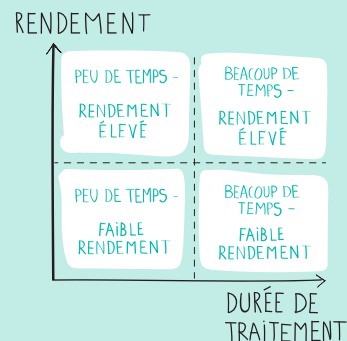 RENDEMENT
PEU DE TEMPS –
RENDEMENT
ÉLEVÉ
BEACOUP DE
TEMPS –
RENDEMENT
ÉLEVÉ
PEU DE TEMPS –
FAIBLE
RENDEMENT
BEACOUP DE
TEMPS –
FAIBLE
RENDEMENT
DURÉE DE
TRAITEMENT